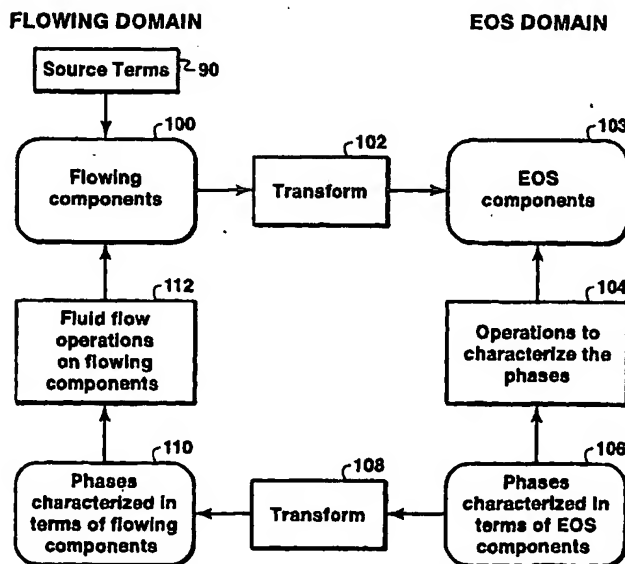 FLOWING DOMAIN
EOS DOMAIN
Source Terms
90
100
Flowing
components
102
Transform
103
EOS
components
112
Fluid flow
operations
on flowing
components
104
Operations to
characterize the
phases
110
Phases
characterized in
terms of flowing
components
108
Transform
106
Phases
characterized in
terms of EOS
components